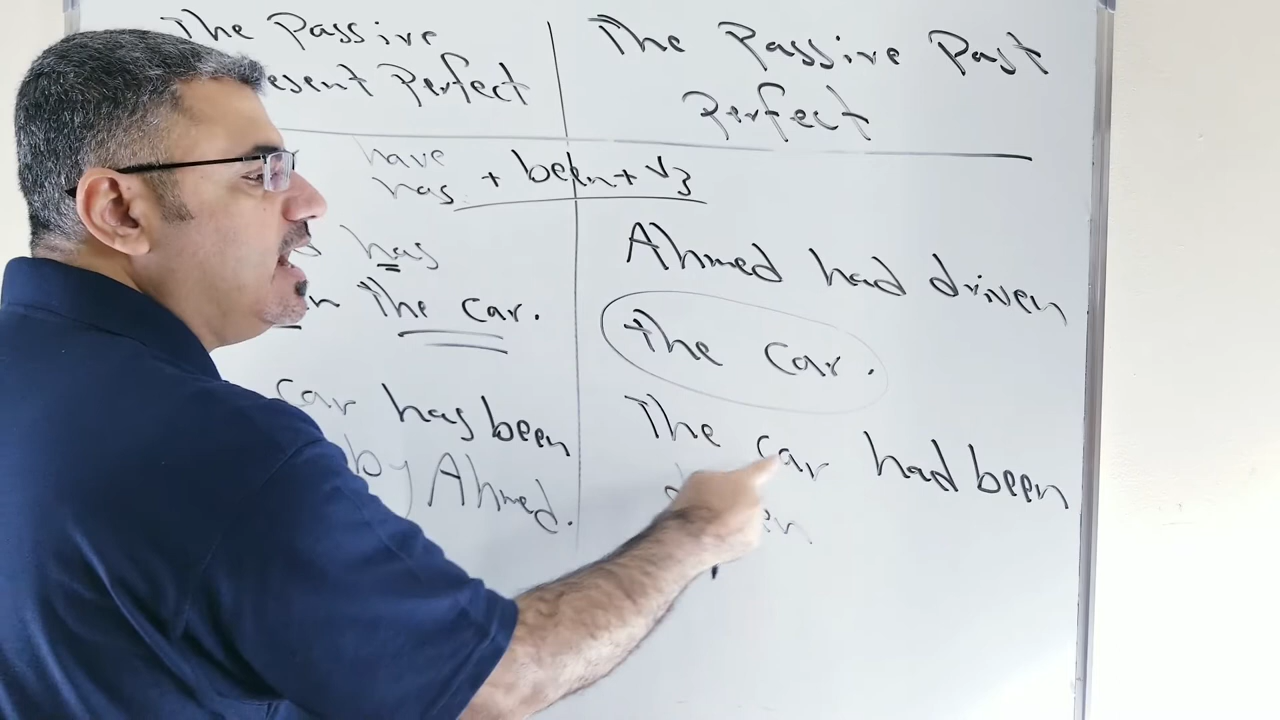 The Passive
Present Perfect
have
has + been + V3
has
the car.
car has been
by Ahmed.
The Passive Past
Perfect
Ahmed had driven
the car.
The car had been